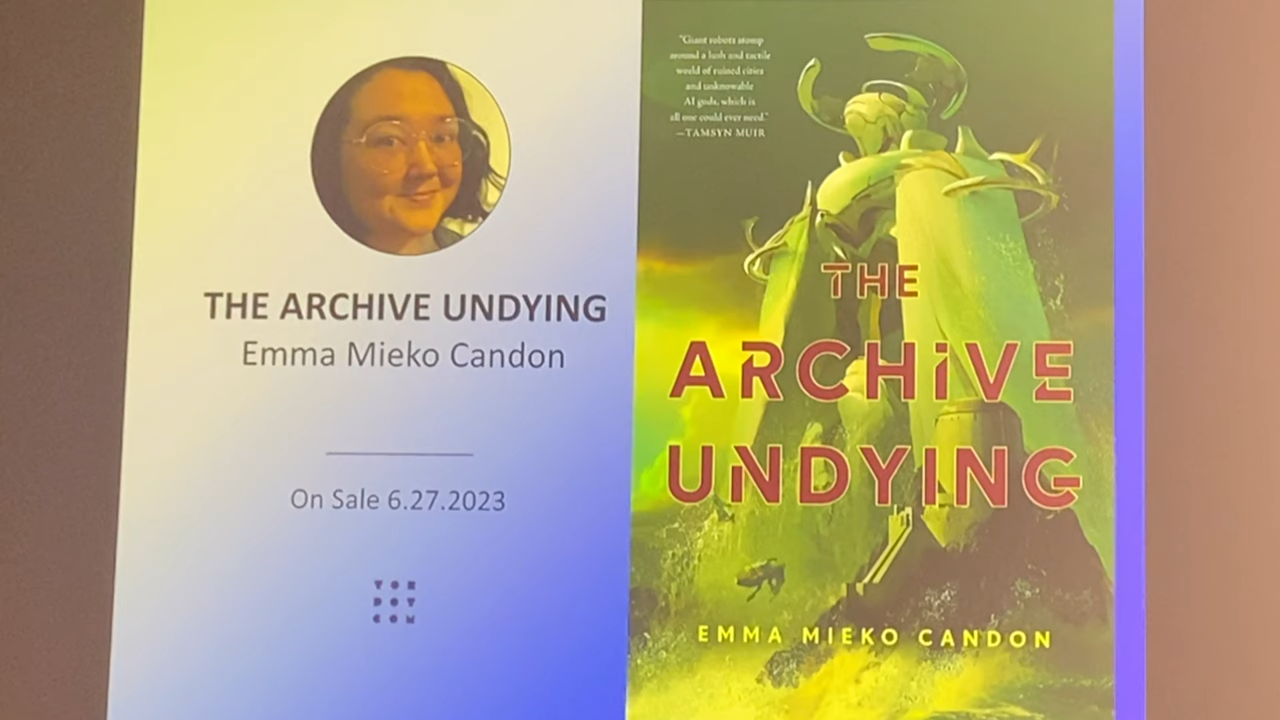 THE ARCHIVE UNDYING
Emma Mieko Candon
On Sale 6.27.2023
TOR
DOT
COM
"Giant robots stomp
around a lush and tactile
world of ruined cities
and unknowable
AI gods, which is
all one could ever need."
—TAMSYN MUIR
THE
ARCHiVE
UNDYING
EMMA MIEKO CANDON